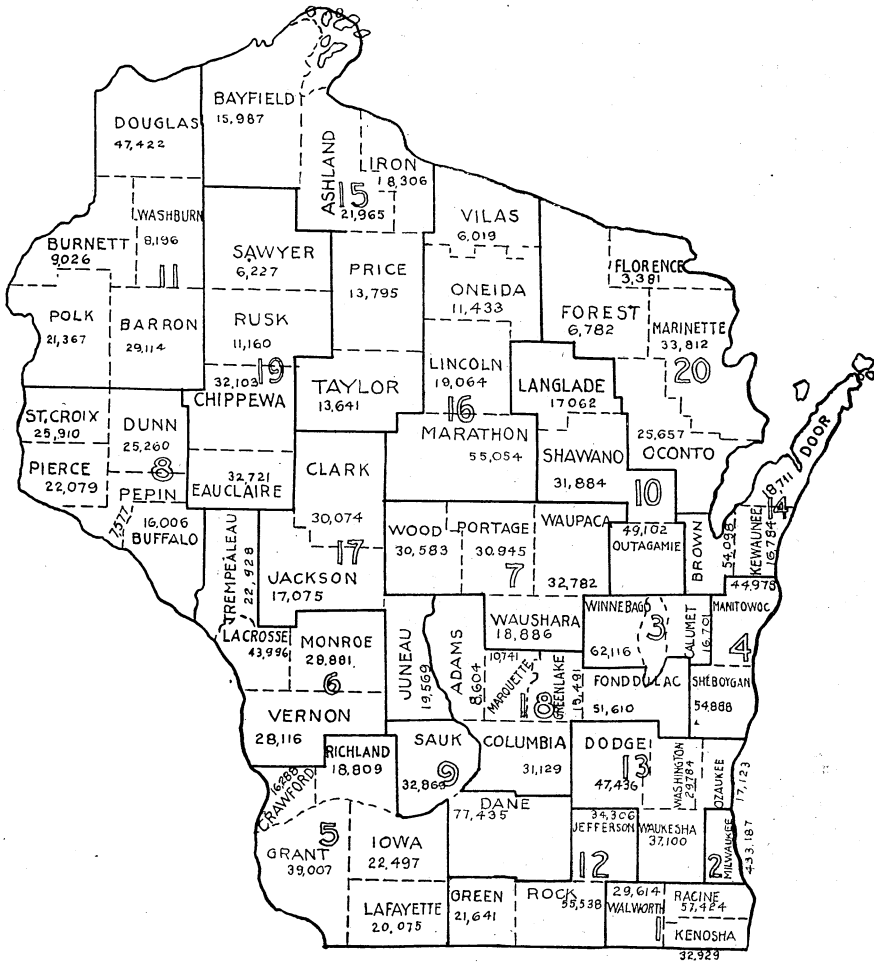 BAYFIELD
15,987
DOUGLAS
47,422
ASHLAND
21,965
15
IRON
18,306
WASHBURN
8,196
11
BURNETT
9,026
SAWYER
6,227
VILAS
6,019
FLORENCE
3,381
PRICE
13,795
ONEIDA
11,433
FOREST
6,782
MARINETTE
33,812
20
POLK
21,367
BARRON
29,114
RUSK
11,160
32,103
19
CHIPPEWA
TAYLOR
13,641
LINCOLN
19,064
16
LANGLADE
17062
MARATHON
55,054
SHAWANO
31,884
10
25,657
OCONTO
DOOR
18,711
14
ST. CROIX
25,910
DUNN
25,260
8
PIERCE
22,079
PEPIN
7,577
16,006
BUFFALO
32,721
EAU CLAIRE
CLARK
30,074
17
WOOD
30,583
PORTAGE
30,945
7
WAUPACA
32,782
49,102
OUTAGAMIE
BROWN
54,098
KEWAUNEE
16,784
TREMPEALEAU
22,928
JACKSON
17,075
44,978
MANITOWOC
4
WAUSHARA
18,886
WINNEBAGO
62,116
3
CALUMET
16,701
LACROSSE
43,996
MONROE
28,881
6
JUNEAU
19,569
ADAMS
8,604
10,741
MARQUETTE
18
GREENLAKE
15,491
FOND DU LAC
51,610
SHEBOYGAN
54,888
VERNON
28,116
RICHLAND
18,809
SAUK
32,869
9
COLUMBIA
31,129
DODGE
47,436
13
WASHINGTON
29,784
OZAUKEE
17,123
16,288
CRAWFORD
5
GRANT
39,007
IOWA
22,497
DANE
77,435
34,306
JEFFERSON
12
WAUKESHA
37,100
2
MILWAUKEE
433,187
LAFAYETTE
20,075
GREEN
21,641
ROCK
55,538
29,614
WALWORTH
1
RACINE
57,424
KENOSHA
32,929